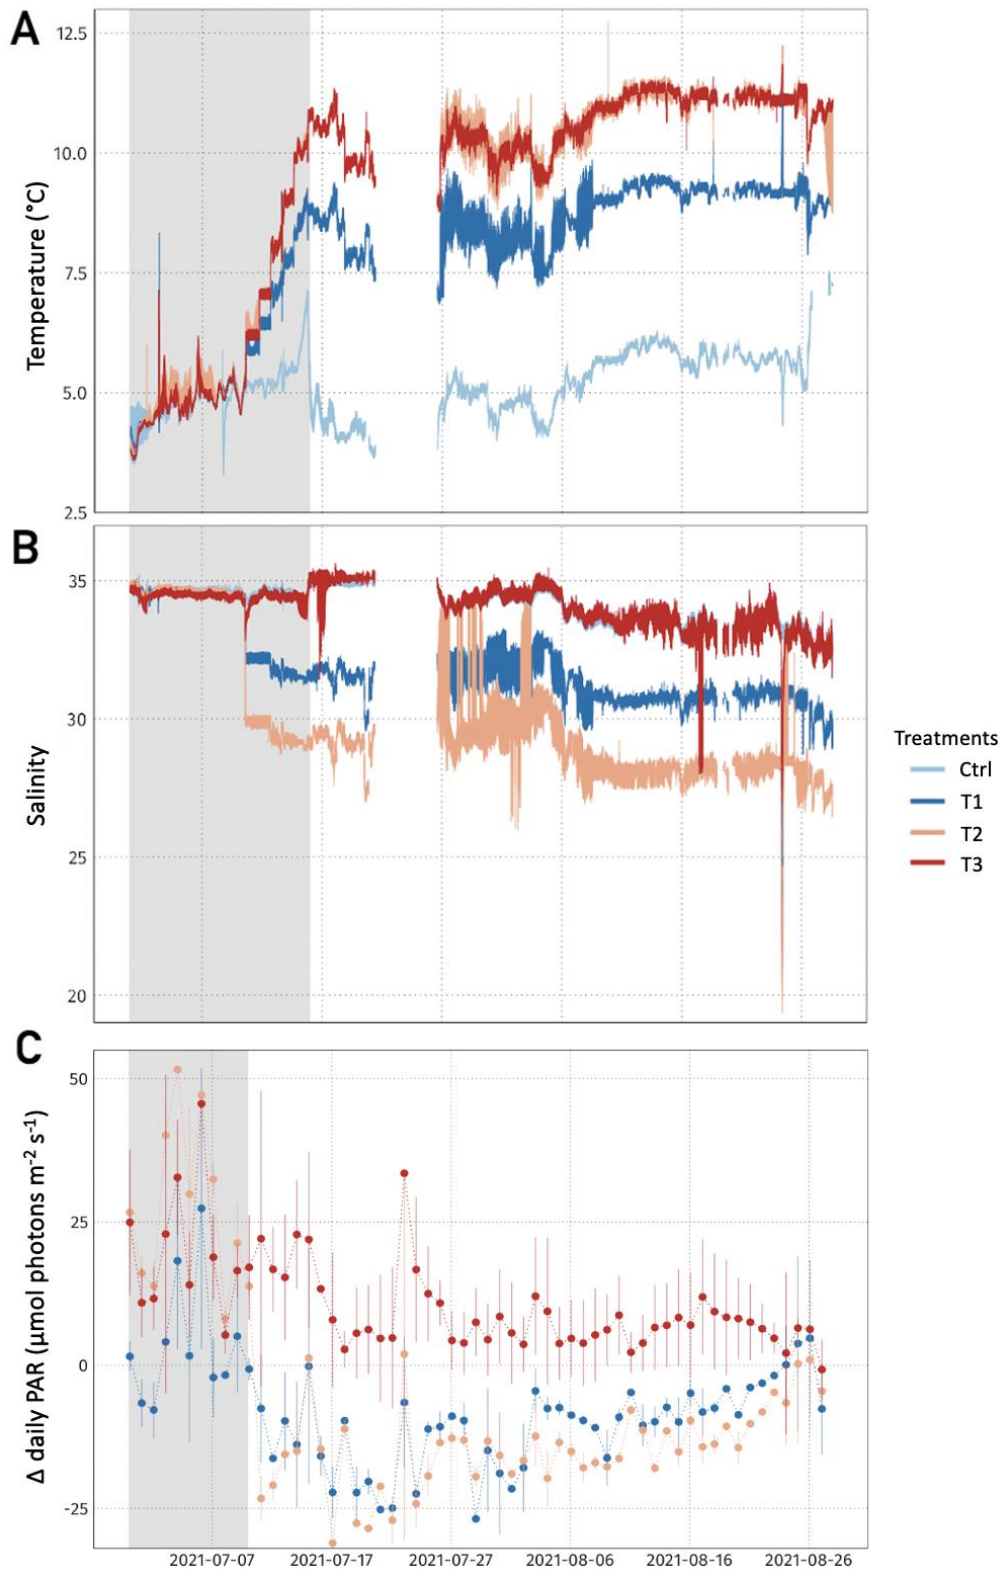 A
12.5
10.0
7.5
5.0
2.5
Temperature (°C)
B
35
30
25
20
Salinity
Treatments
Ctrl
T1
T2
T3
C
50
25
0
-25
Δ daily PAR (μmol photons m⁻² s⁻¹)
2021-07-07 2021-07-17 2021-07-27 2021-08-06 2021-08-16 2021-08-26